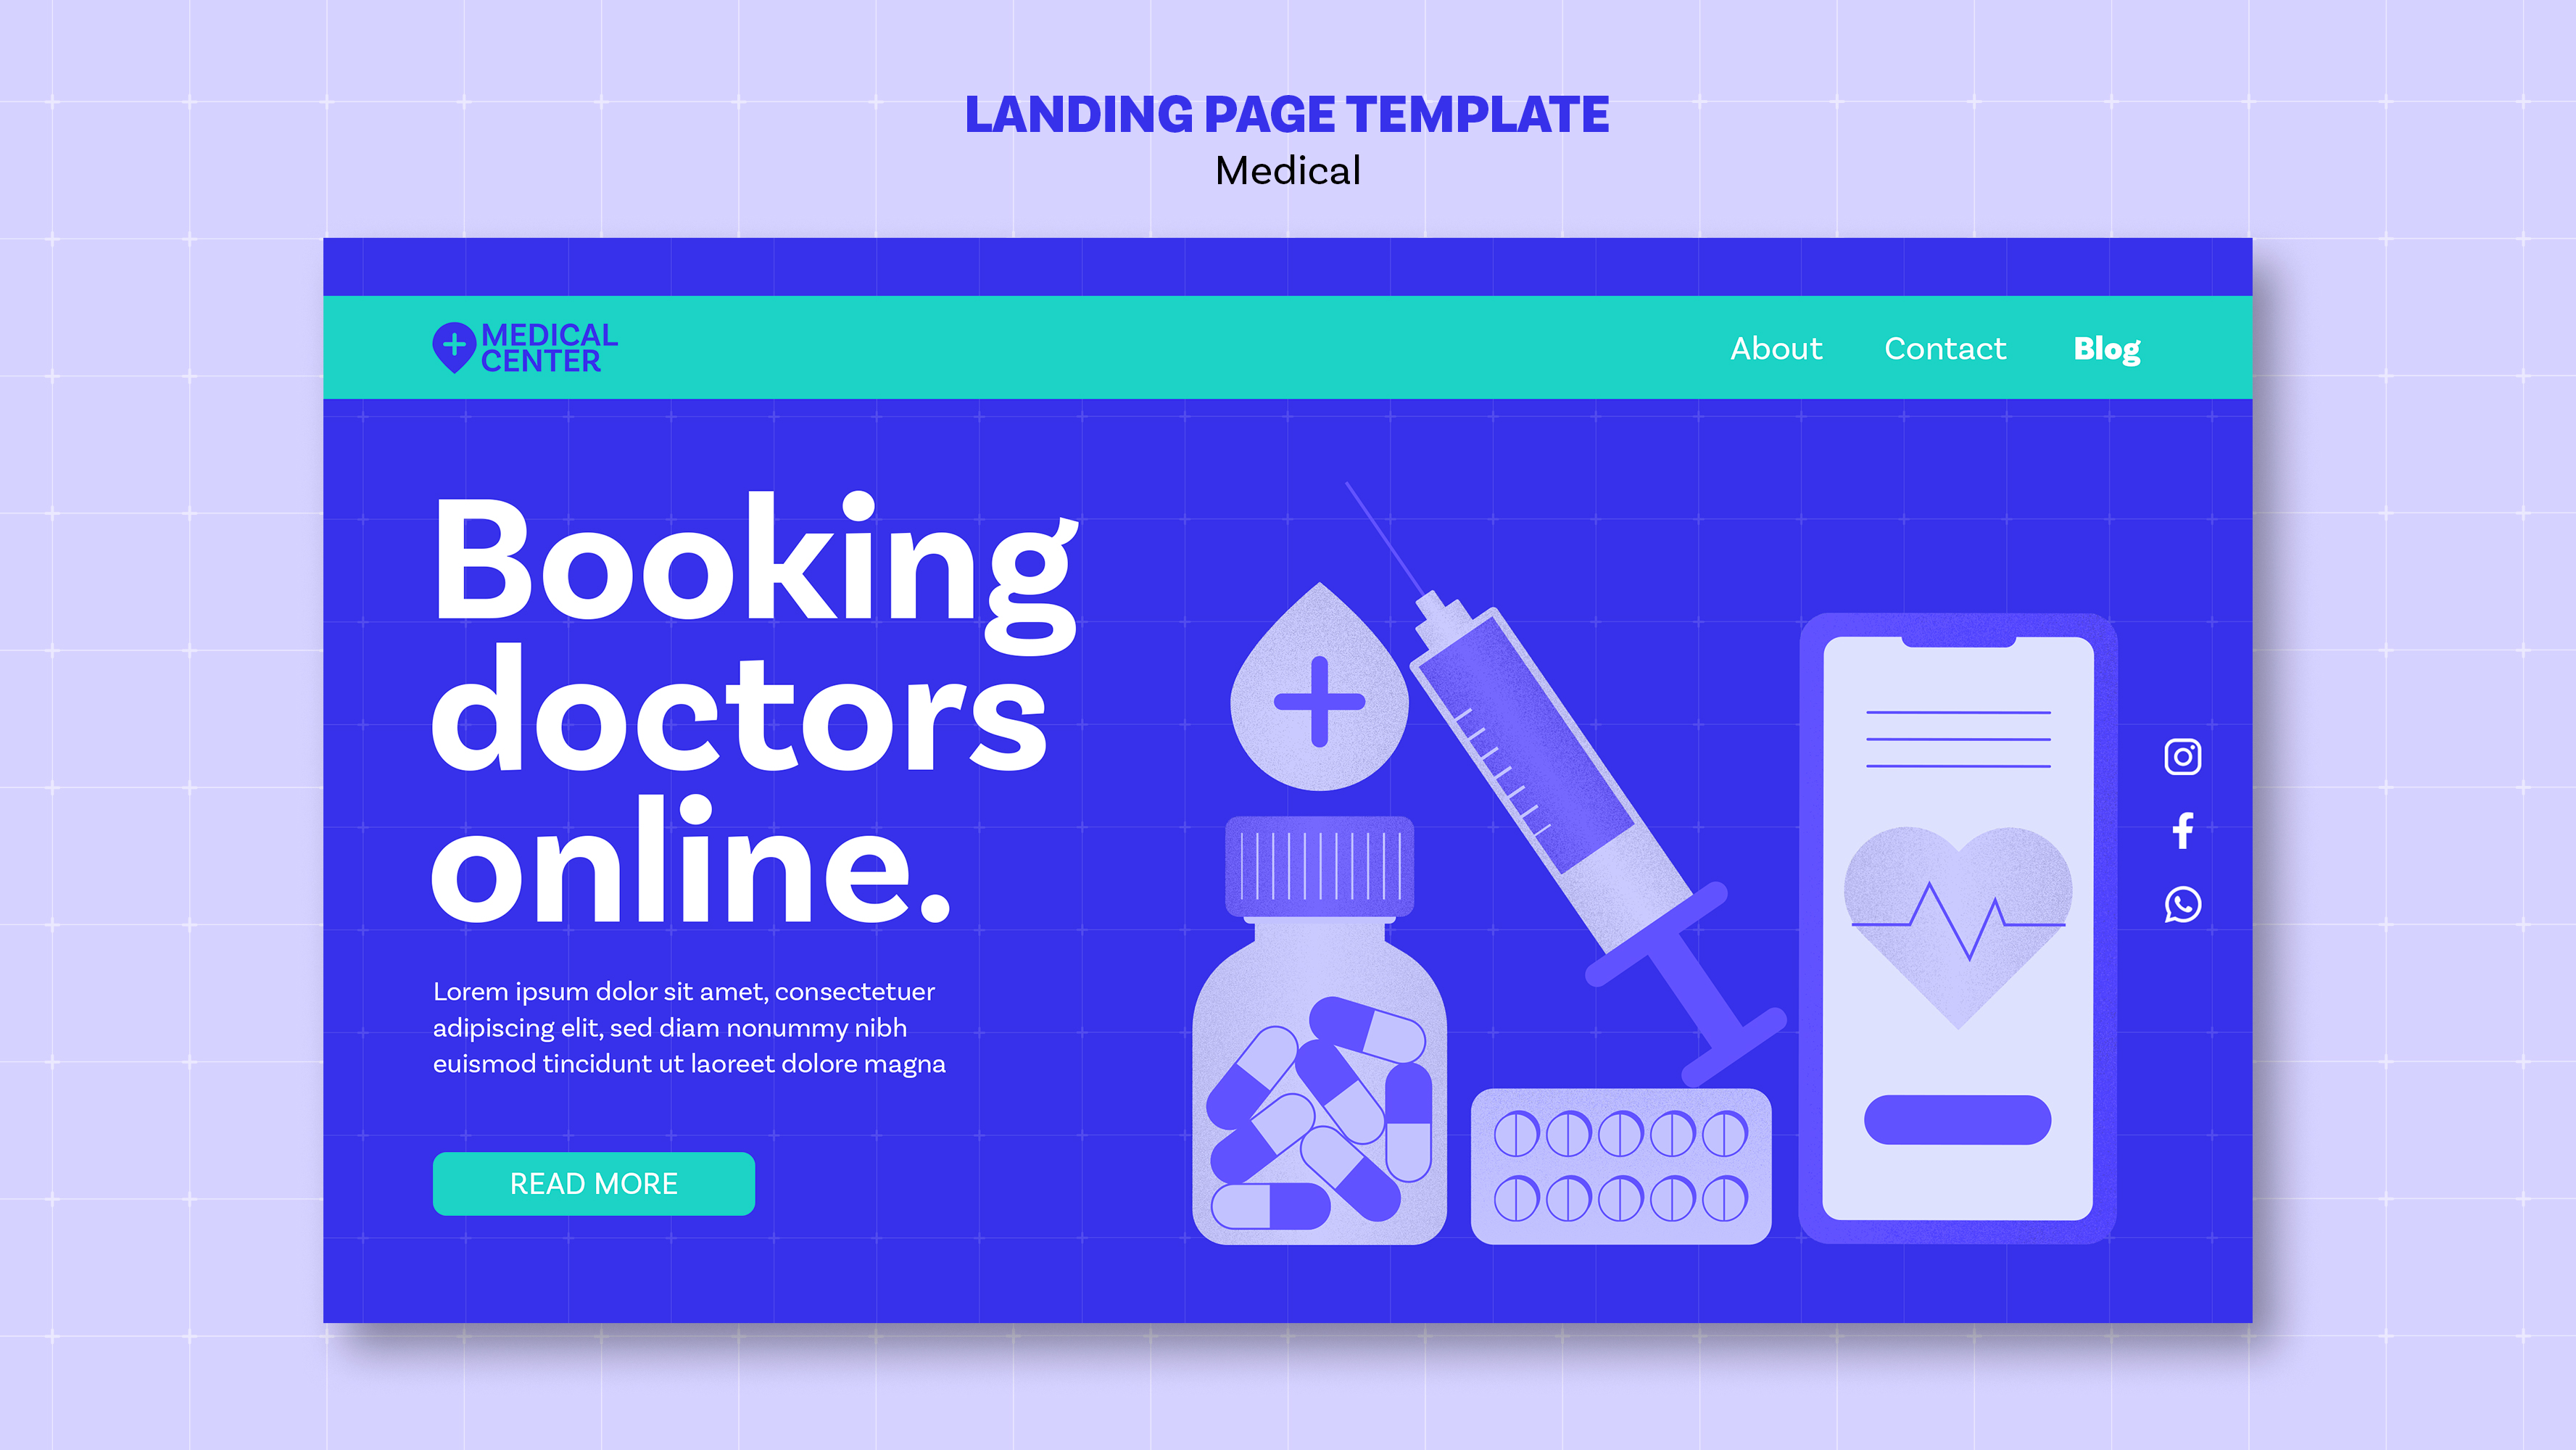 LANDING PAGE TEMPLATE
Medical
MEDICAL
CENTER
About Contact Blog
Booking
doctors
online.
Lorem ipsum dolor sit amet, consectetuer
adipiscing elit, sed diam nonummy nibh
euismod tincidunt ut laoreet dolore magna
READ MORE